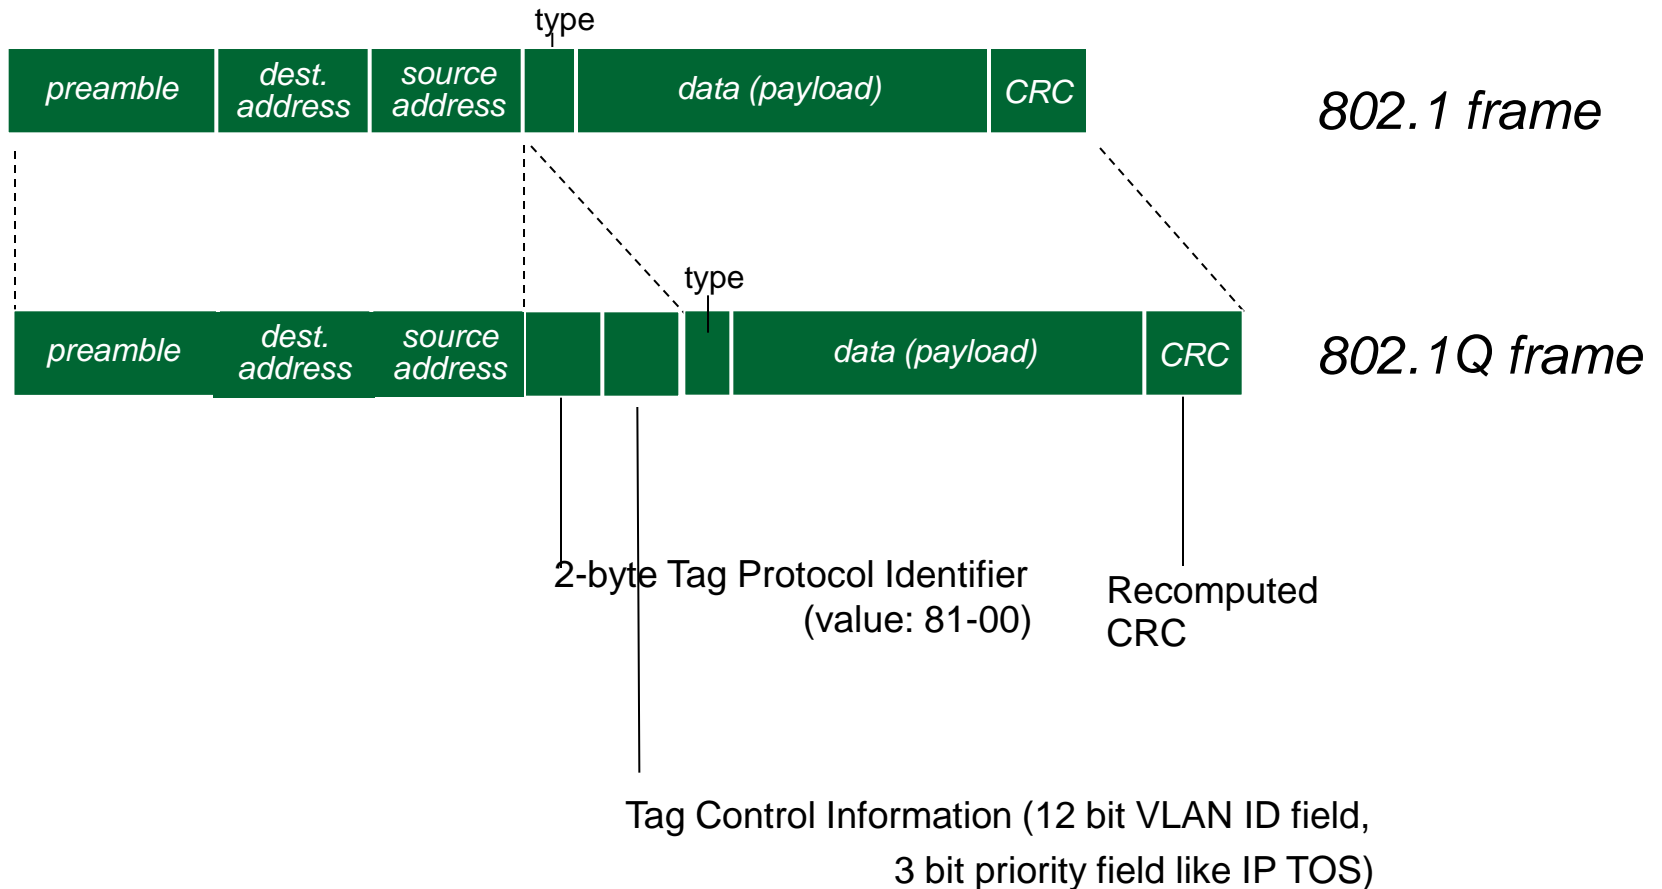 type
preamble
dest.
address
source
address
data (payload)
CRC
802.1 frame
type
preamble
dest.
address
source
address
data (payload)
CRC
802.1Q frame
2-byte Tag Protocol Identifier
(value: 81-00)
Recomputed
CRC
Tag Control Information (12 bit VLAN ID field,
3 bit priority field like IP TOS)